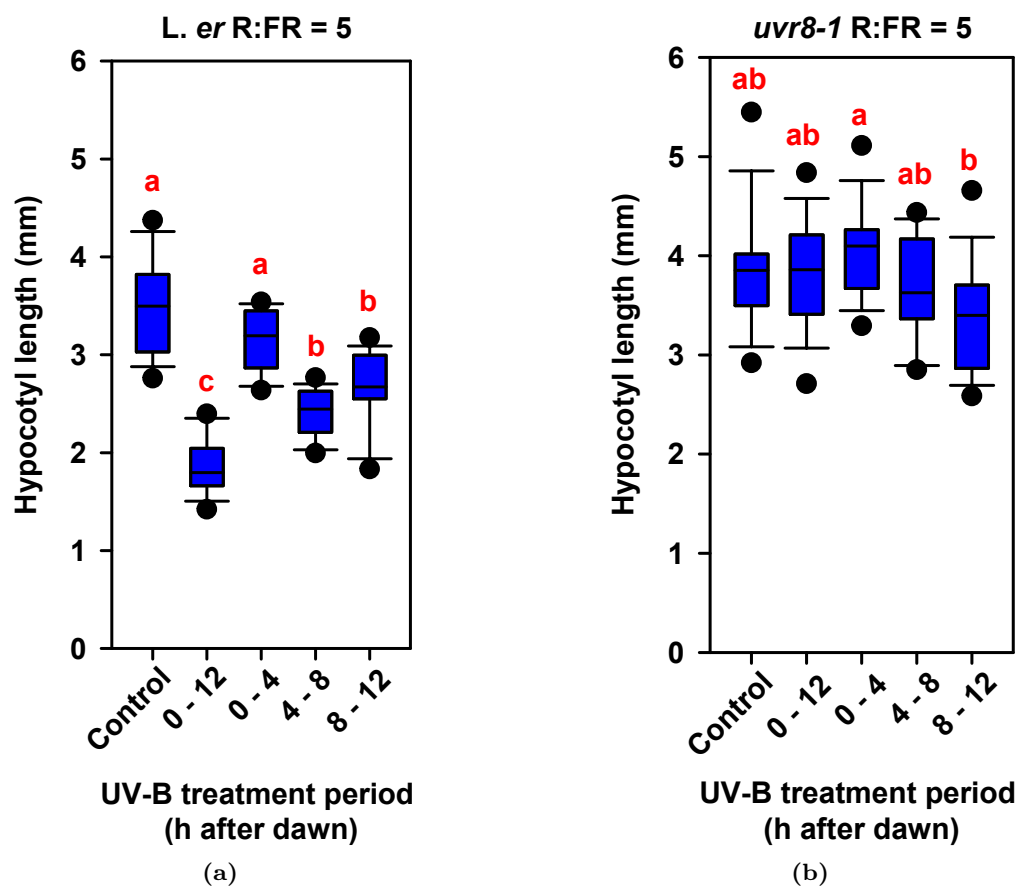 L. er R:FR = 5
Hypocotyl length (mm)
6
5
4
3
2
1
0
a
c
a
b
b
Control
0 - 12
0 - 4
4 - 8
8 - 12
UV-B treatment period
(h after dawn)
(a)
uvr8-1 R:FR = 5
Hypocotyl length (mm)
6
5
4
3
2
1
0
ab
ab
a
ab
b
Control
0 - 12
0 - 4
4 - 8
8 - 12
UV-B treatment period
(h after dawn)
(b)